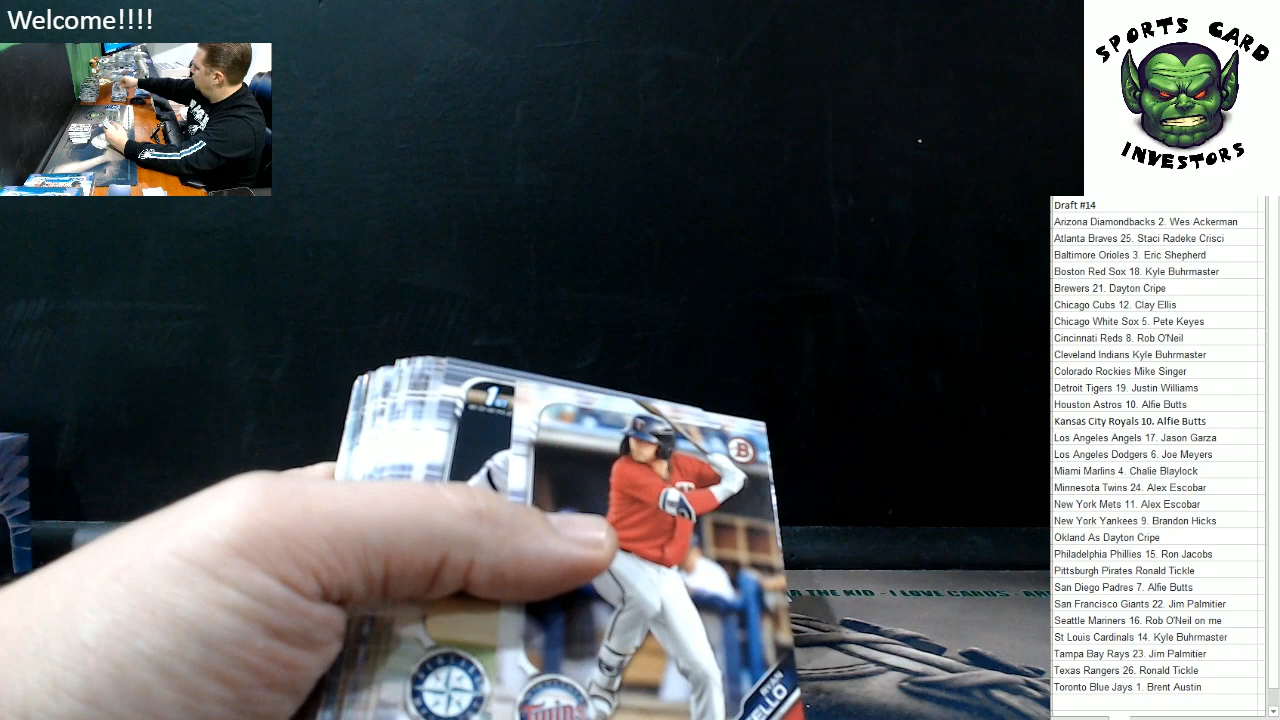 Welcome!!!!
SPORTS CARD
INVESTORS
Draft #14
Arizona Diamondbacks 2. Wes Ackerman
Atlanta Braves 25. Staci Radeke Crisci
Baltimore Orioles 3. Eric Shepherd
Boston Red Sox 18. Kyle Buhrmaster
Brewers 21. Dayton Cripe
Chicago Cubs 12. Clay Ellis
Chicago White Sox 5. Pete Keyes
Cincinnati Reds 8. Rob O'Neil
Cleveland Indians Kyle Buhrmaster
Colorado Rockies Mike Singer
Detroit Tigers 19. Justin Williams
Houston Astros 10. Alfie Butts
Kansas City Royals 10. Alfie Butts
Los Angeles Angels 17. Jason Garza
Los Angeles Dodgers 6. Joe Meyers
Miami Marlins 4. Chalie Blaylock
Minnesota Twins 24. Alex Escobar
New York Mets 11. Alex Escobar
New York Yankees 9. Brandon Hicks
Okland As Dayton Cripe
Philadelphia Phillies 15. Ron Jacobs
Pittsburgh Pirates Ronald Tickle
San Diego Padres 7. Alfie Butts
San Francisco Giants 22. Jim Palmitier
Seattle Mariners 16. Rob O'Neil on me
St Louis Cardinals 14. Kyle Buhrmaster
Tampa Bay Rays 23. Jim Palmitier
Texas Rangers 26. Ronald Tickle
Toronto Blue Jays 1. Brent Austin
1st
B
THE KID - I LOVE CARDS
Twins
RYAN